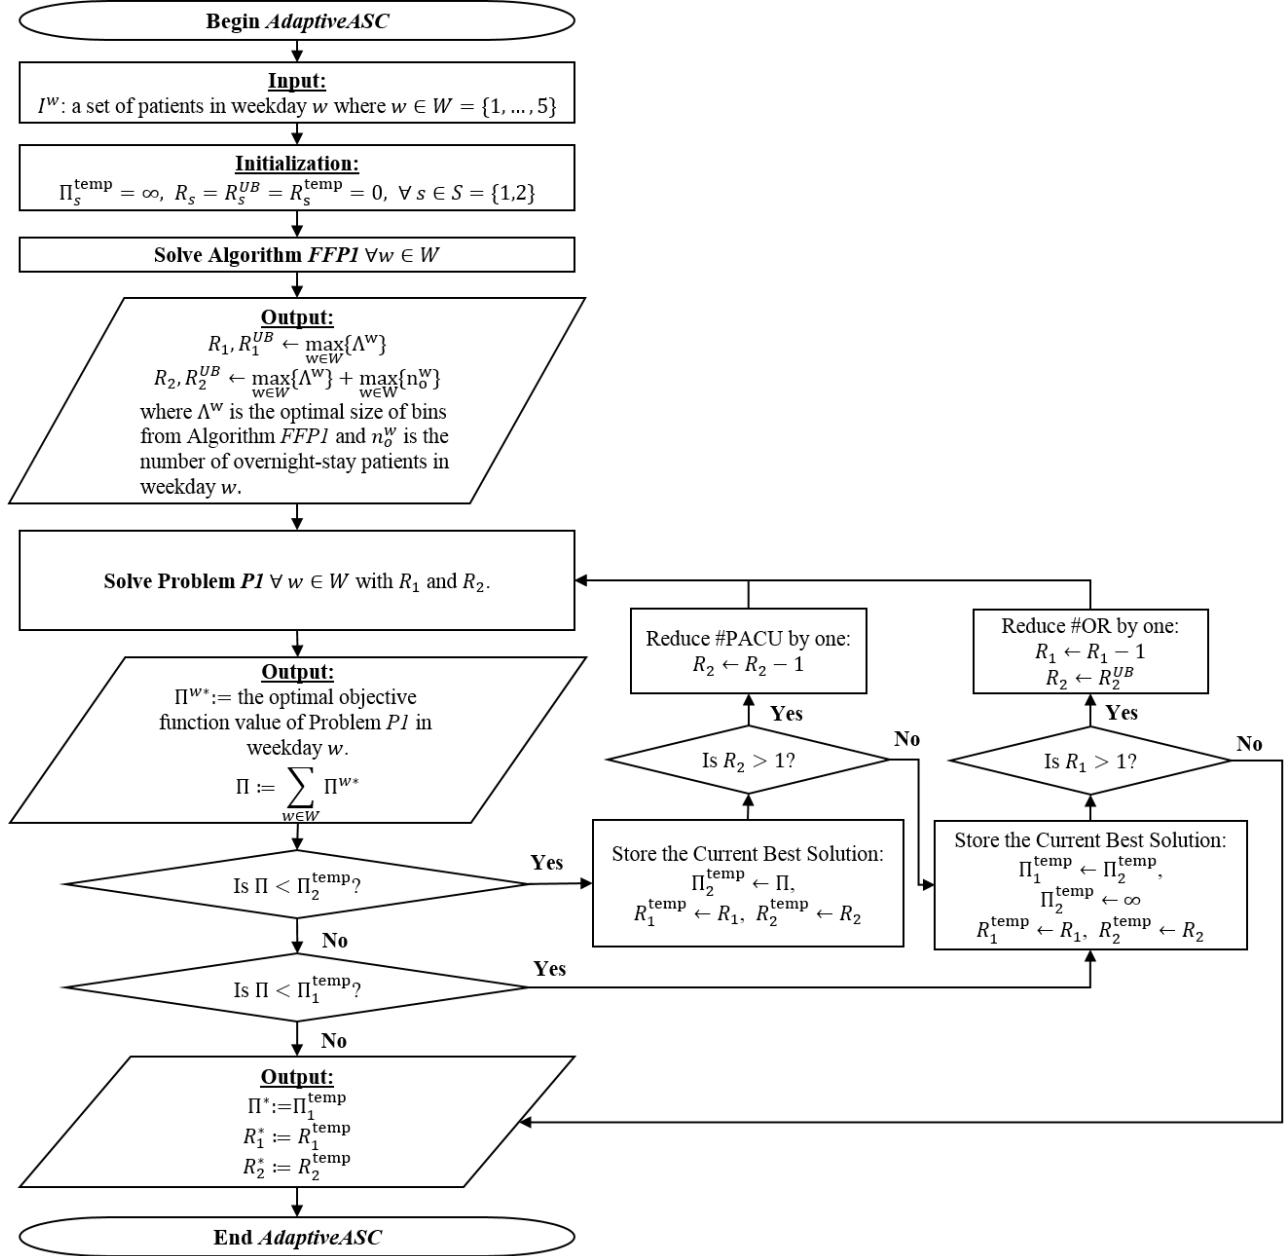 Begin AdaptiveASC
Input:
I^w: a set of patients in weekday w where w ∈ W = {1, … , 5}
Initialization:
Π_s^temp = ∞, R_s = R_s^UB = R_s^temp = 0, ∀ s ∈ S = {1,2}
Solve Algorithm FFP1 ∀w ∈ W
Output:
R_1, R_1^UB ← max_{w∈W}{Λ^w}
R_2, R_2^UB ← max_{w∈W}{Λ^w} + max_{w∈W}{n_o^w}
where Λ^w is the optimal size of bins
from Algorithm FFP1 and n_o^w is the
number of overnight-stay patients in
weekday w.
Solve Problem P1 ∀ w ∈ W with R_1 and R_2.
Output:
Π^w*:= the optimal objective
function value of Problem P1 in
weekday w.
Π := ∑_{w∈W} Π^w*
Is Π < Π_2^temp?
Yes
No
Is Π < Π_1^temp?
Yes
No
Store the Current Best Solution:
Π_2^temp ← Π,
R_1^temp ← R_1, R_2^temp ← R_2
Is R_2 > 1?
Yes
No
Reduce #PACU by one:
R_2 ← R_2 − 1
Store the Current Best Solution:
Π_1^temp ← Π_2^temp,
Π_2^temp ← ∞
R_1^temp ← R_1, R_2^temp ← R_2
Is R_1 > 1?
Yes
No
Reduce #OR by one:
R_1 ← R_1 − 1
R_2 ← R_2^UB
Output:
Π*:=Π_1^temp
R_1^* := R_1^temp
R_2^* := R_2^temp
End AdaptiveASC